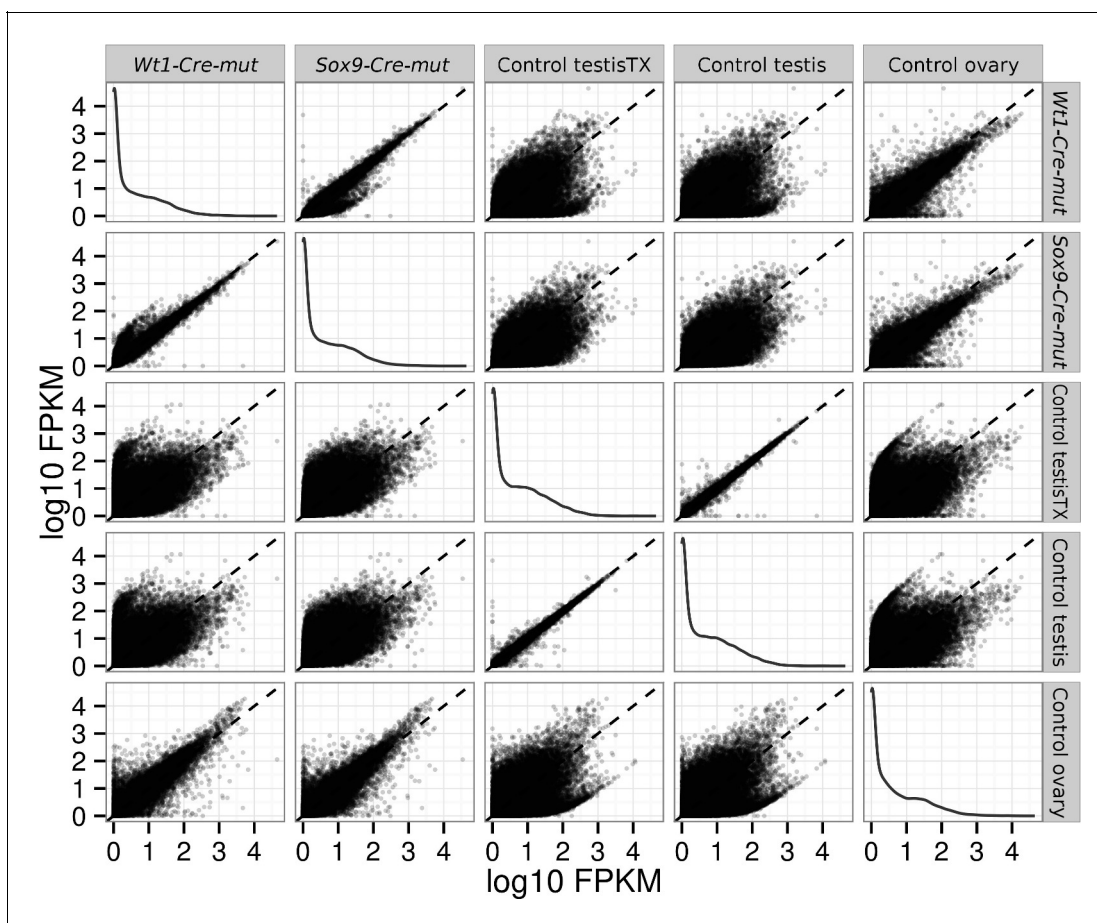 Wt1-Cre-mut Sox9-Cre-mut Control testisTX Control testis Control ovary
4
3
2
1
0
Wt1-Cre-mut
4
3
2
1
0
Sox9-Cre-mut
log10 FPKM
4
3
2
1
0
Control testisTX
4
3
2
1
0
Control testis
4
3
2
1
0
Control ovary
0 1 2 3 4 0 1 2 3 4 0 1 2 3 4 0 1 2 3 4 0 1 2 3 4
log10 FPKM